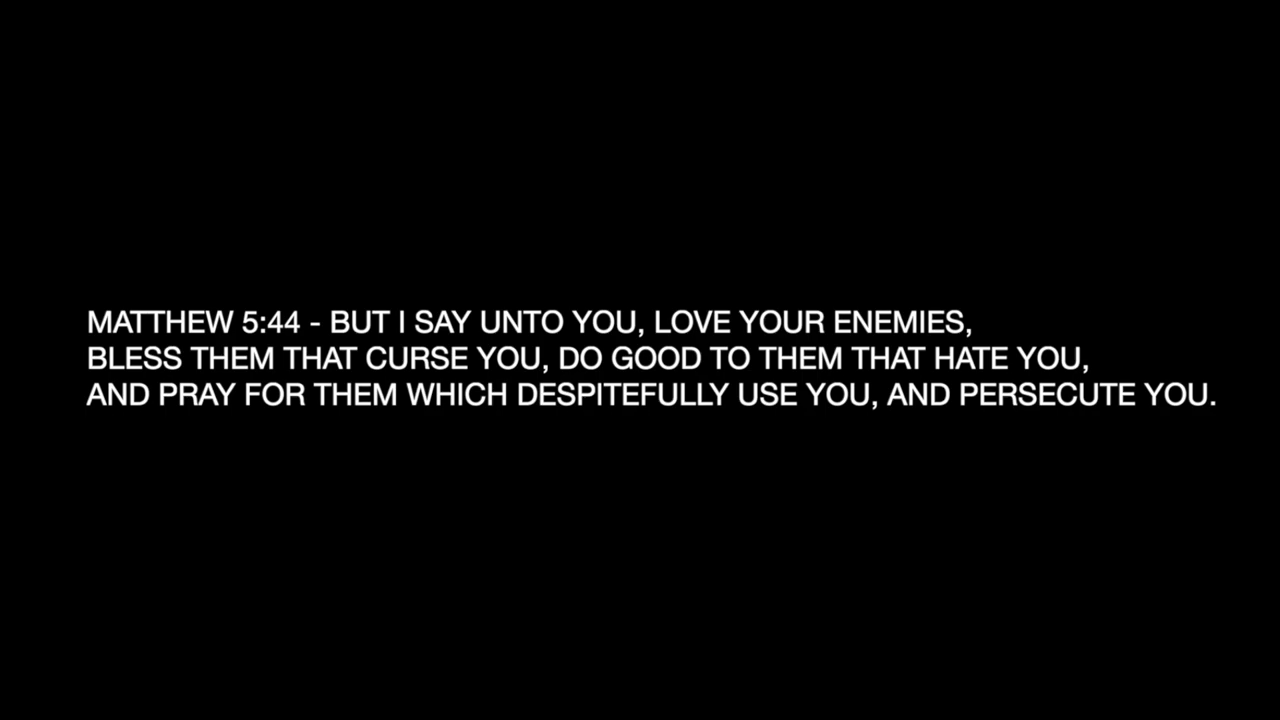 MATTHEW 5:44 - BUT I SAY UNTO YOU, LOVE YOUR ENEMIES,
BLESS THEM THAT CURSE YOU, DO GOOD TO THEM THAT HATE YOU,
AND PRAY FOR THEM WHICH DESPITEFULLY USE YOU, AND PERSECUTE YOU.